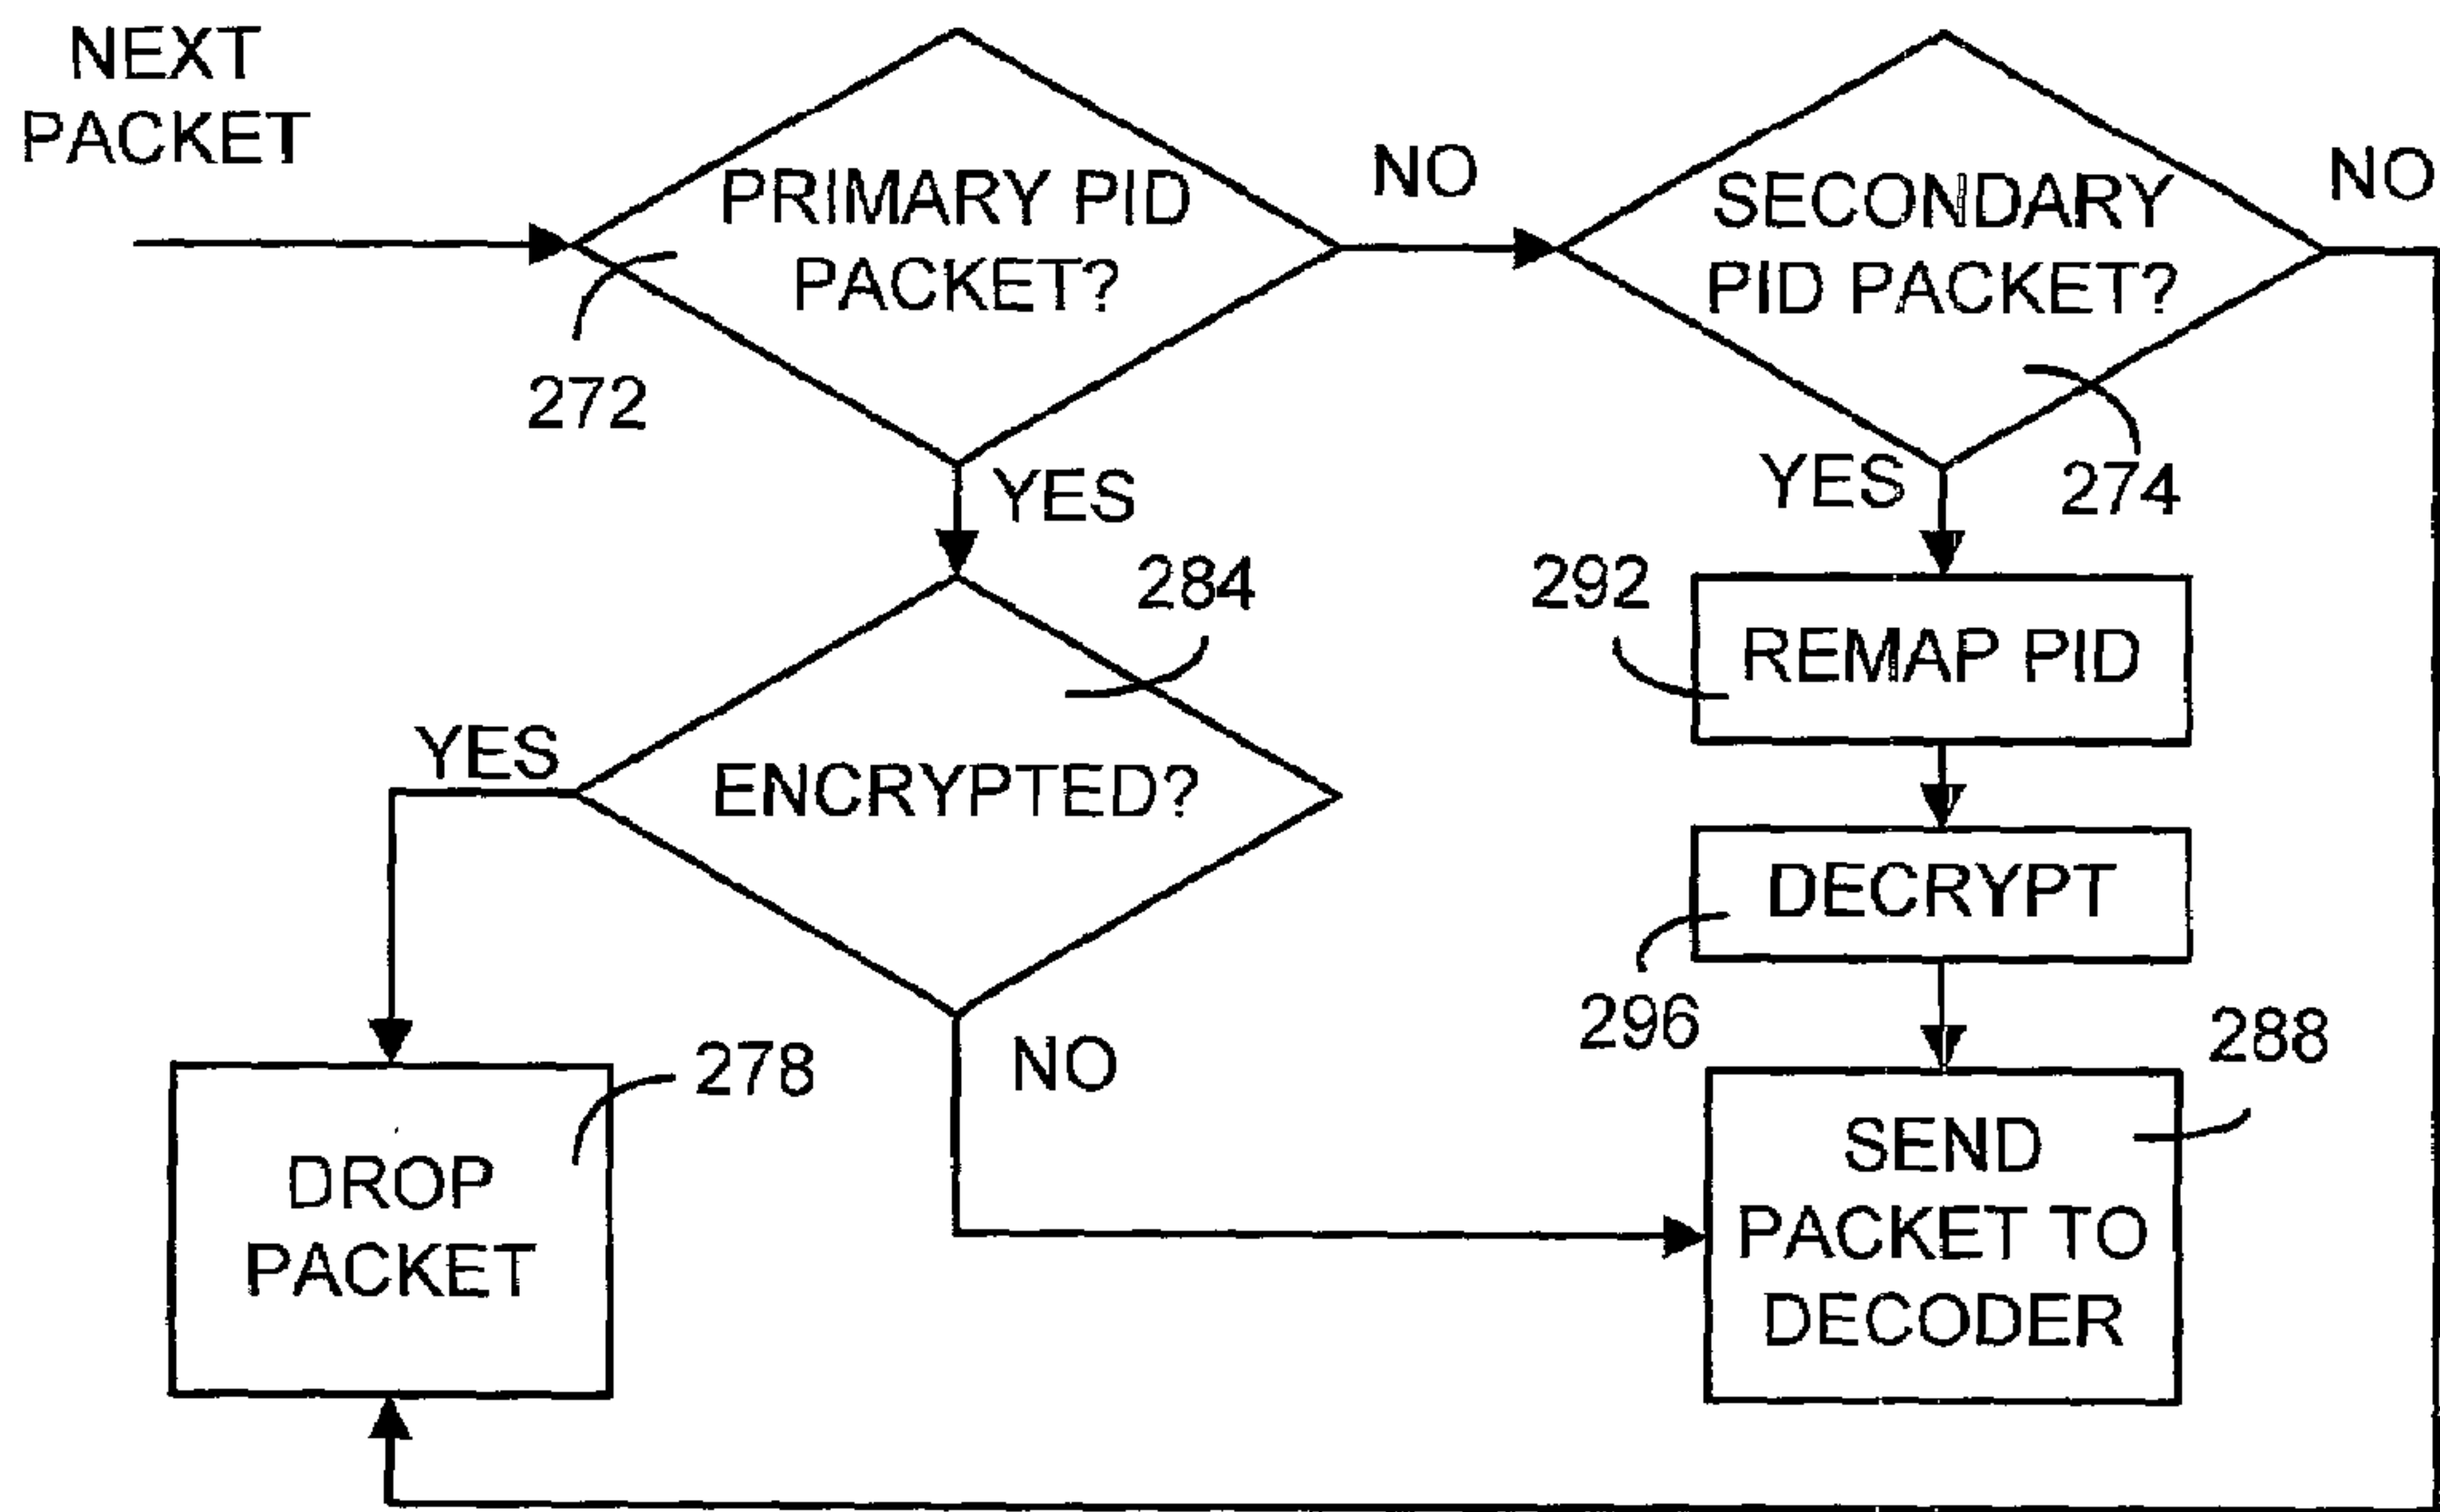 NEXT
PACKET
PRIMARY PID
PACKET?
272
NO
SECONDARY
PID PACKET?
274
NO
YES
YES
284
ENCRYPTED?
YES
NO
292
REMAP PID
DECRYPT
296
278
DROP
PACKET
288
SEND
PACKET TO
DECODER